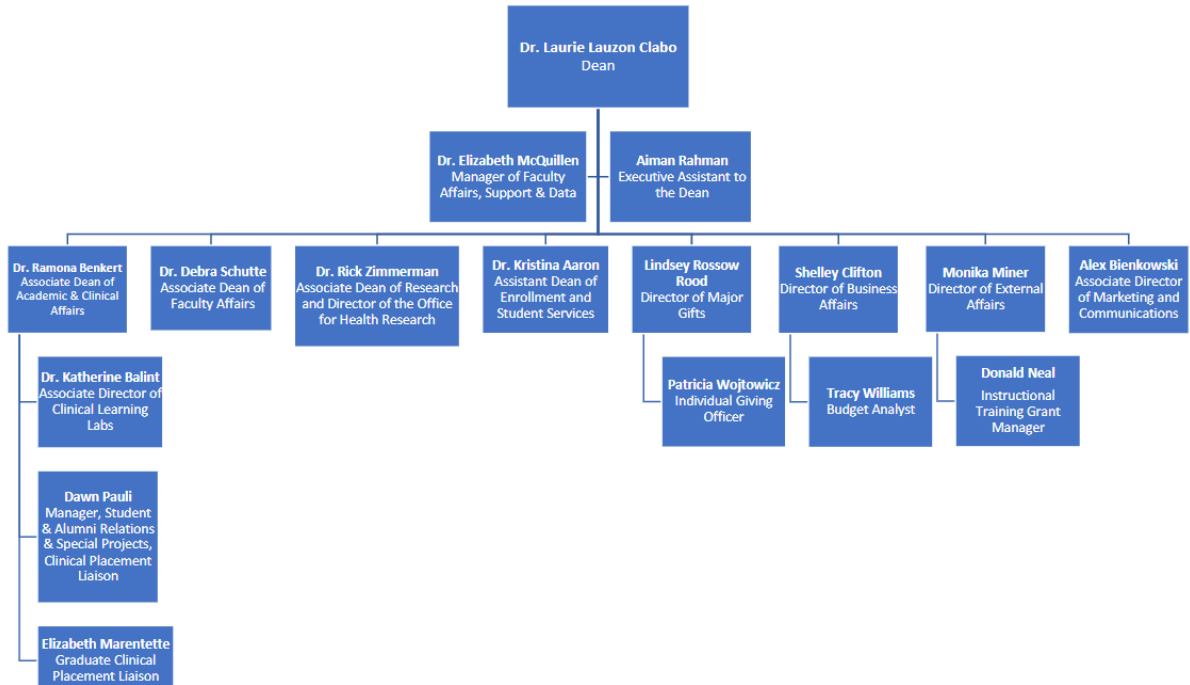 Dr. Laurie Lauzon Clabo
Dean
Dr. Elizabeth McQuillen
Manager of Faculty
Affairs, Support & Data
Aiman Rahman
Executive Assistant to
the Dean
Dr. Ramona Benkert
Associate Dean of
Academic & Clinical
Affairs
Dr. Debra Schutte
Associate Dean of
Faculty Affairs
Dr. Rick Zimmerman
Associate Dean of Research
and Director of the Office
for Health Research
Dr. Kristina Aaron
Assistant Dean of
Enrollment and
Student Services
Lindsey Rossow
Rood
Director of Major
Gifts
Shelley Clifton
Director of Business
Affairs
Monika Miner
Director of External
Affairs
Alex Bienkowski
Associate Director
of Marketing and
Communications
Dr. Katherine Balint
Associate Director of
Clinical Learning
Labs
Patricia Wojtowicz
Individual Giving
Officer
Tracy Williams
Budget Analyst
Donald Neal
Instructional
Training Grant
Manager
Dawn Pauli
Manager, Student
& Alumni Relations
& Special Projects,
Clinical Placement
Liaison
Elizabeth Marentette
Graduate Clinical
Placement Liaison